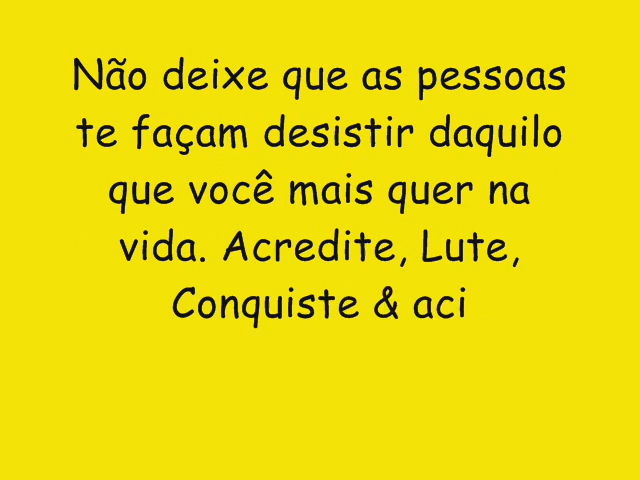 Não deixe que as pessoas
te façam desistir daquilo
que você mais quer na
vida. Acredite, Lute,
Conquiste & aci